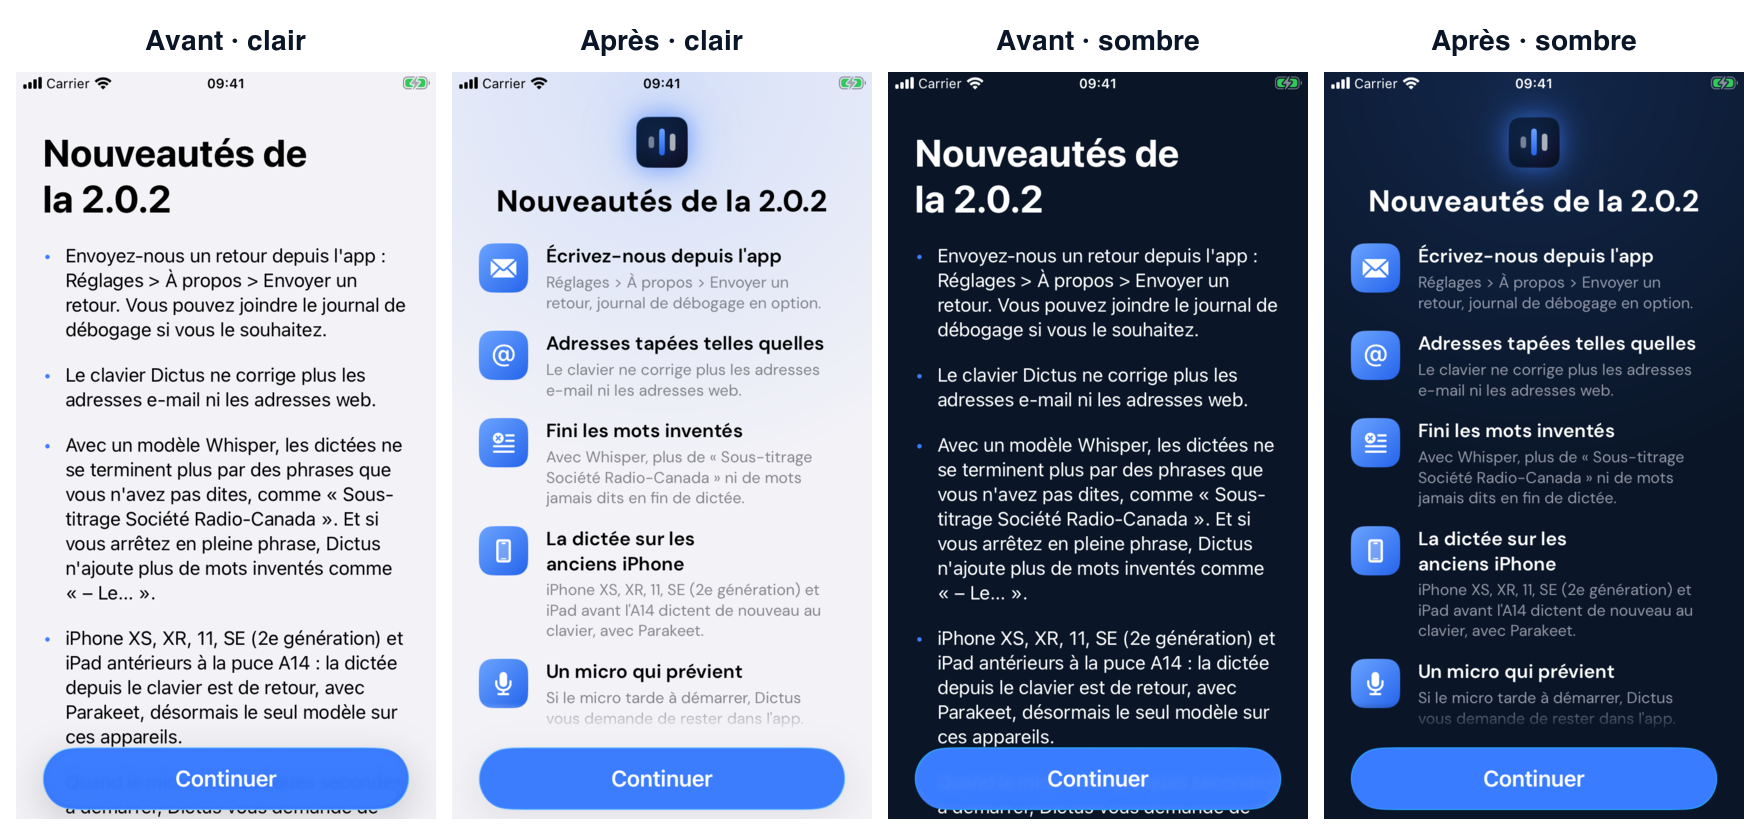 Avant · clair
Carrier
09:41
Nouveautés de
la 2.0.2
• Envoyez-nous un retour depuis l'app :
Réglages > À propos > Envoyer un
retour. Vous pouvez joindre le journal de
débogage si vous le souhaitez.
• Le clavier Dictus ne corrige plus les
adresses e-mail ni les adresses web.
• Avec un modèle Whisper, les dictées ne
se terminent plus par des phrases que
vous n'avez pas dites, comme « Sous-
titrage Société Radio-Canada ». Et si
vous arrêtez en pleine phrase, Dictus
n'ajoute plus de mots inventés comme
« – Le... ».
• iPhone XS, XR, 11, SE (2e génération) et
iPad antérieurs à la puce A14 : la dictée
depuis le clavier est de retour, avec
Parakeet, désormais le seul modèle sur
ces appareils.
Continuer
à démarrer, Dictus vous demande de
Après · clair
Carrier
09:41
Nouveautés de la 2.0.2
Écrivez-nous depuis l'app
Réglages > À propos > Envoyer un
retour, journal de débogage en option.
@
Adresses tapées telles quelles
Le clavier ne corrige plus les adresses
e-mail ni les adresses web.
Fini les mots inventés
Avec Whisper, plus de « Sous-titrage
Société Radio-Canada » ni de mots
jamais dits en fin de dictée.
La dictée sur les
anciens iPhone
iPhone XS, XR, 11, SE (2e génération) et
iPad avant l'A14 dictent de nouveau au
clavier, avec Parakeet.
Un micro qui prévient
Si le micro tarde à démarrer, Dictus
vous demande de rester dans l'app.
Continuer
Avant · sombre
Carrier
09:41
Nouveautés de
la 2.0.2
• Envoyez-nous un retour depuis l'app :
Réglages > À propos > Envoyer un
retour. Vous pouvez joindre le journal de
débogage si vous le souhaitez.
• Le clavier Dictus ne corrige plus les
adresses e-mail ni les adresses web.
• Avec un modèle Whisper, les dictées ne
se terminent plus par des phrases que
vous n'avez pas dites, comme « Sous-
titrage Société Radio-Canada ». Et si
vous arrêtez en pleine phrase, Dictus
n'ajoute plus de mots inventés comme
« – Le... ».
• iPhone XS, XR, 11, SE (2e génération) et
iPad antérieurs à la puce A14 : la dictée
depuis le clavier est de retour, avec
Parakeet, désormais le seul modèle sur
ces appareils.
Continuer
à démarrer, Dictus vous demande de
Après · sombre
Carrier
09:41
Nouveautés de la 2.0.2
Écrivez-nous depuis l'app
Réglages > À propos > Envoyer un
retour, journal de débogage en option.
@
Adresses tapées telles quelles
Le clavier ne corrige plus les adresses
e-mail ni les adresses web.
Fini les mots inventés
Avec Whisper, plus de « Sous-titrage
Société Radio-Canada » ni de mots
jamais dits en fin de dictée.
La dictée sur les
anciens iPhone
iPhone XS, XR, 11, SE (2e génération) et
iPad avant l'A14 dictent de nouveau au
clavier, avec Parakeet.
Un micro qui prévient
Si le micro tarde à démarrer, Dictus
vous demande de rester dans l'app.
Continuer